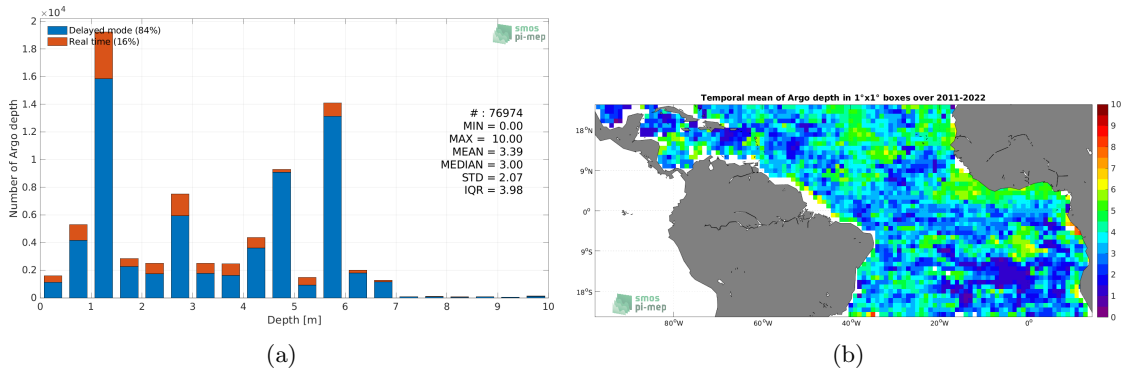 ×10⁴
2
1.8
1.6
1.4
1.2
1
0.8
0.6
0.4
0.2
0
Number of Argo depth
Delayed mode (84%)
Real time (16%)
smos
pi-mep
# : 76974
MIN = 0.00
MAX = 10.00
MEAN = 3.39
MEDIAN = 3.00
STD = 2.07
IQR = 3.98
0 1 2 3 4 5 6 7 8 9 10
Depth [m]
(a)
Temporal mean of Argo depth in 1°x1° boxes over 2011-2022
18°N
9°N
0°
9°S
18°S
80°W 60°W 40°W 20°W 0°
smos
pi-mep
10
9
8
7
6
5
4
3
2
1
0
(b)